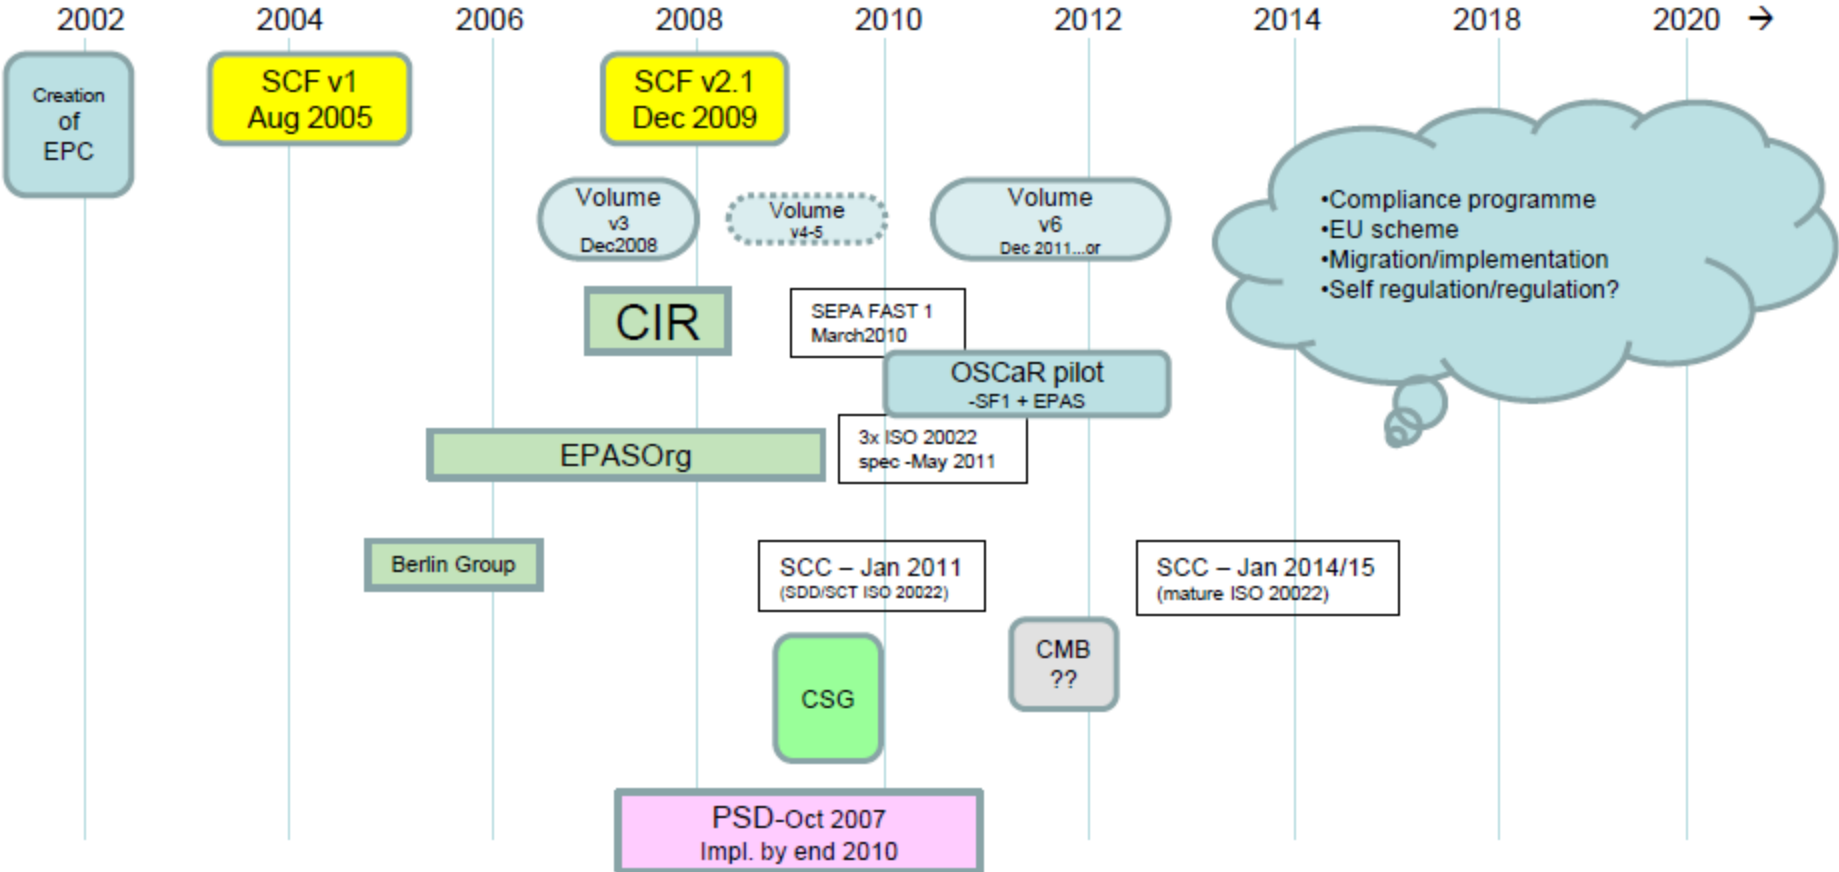 2002 2004 2006 2008 2010 2012 2014 2018 2020 →
Creation
of
EPC
SCF v1
Aug 2005
SCF v2.1
Dec 2009
Volume
v3
Dec2008
Volume
v4-5
Volume
v6
Dec 2011...or
•Compliance programme
•EU scheme
•Migration/implementation
•Self regulation/regulation?
CIR
SEPA FAST 1
March2010
OSCaR pilot
-SF1 + EPAS
EPASOrg
3x ISO 20022
spec -May 2011
Berlin Group
SCC – Jan 2011
(SDD/SCT ISO 20022)
SCC – Jan 2014/15
(mature ISO 20022)
CSG
CMB
??
PSD-Oct 2007
Impl. by end 2010